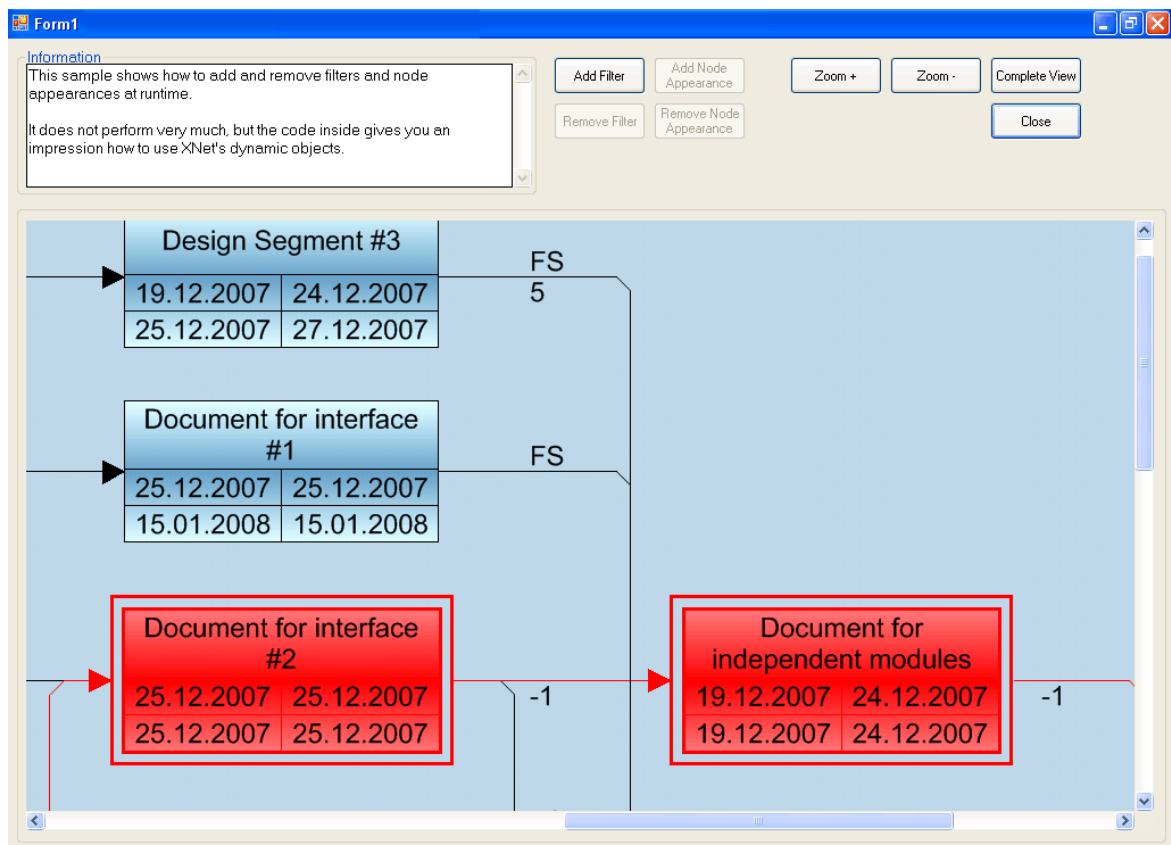 Form1
Information
This sample shows how to add and remove filters and node
appearances at runtime.
It does not perform very much, but the code inside gives you an
impression how to use XNet's dynamic objects.
Add Filter
Add Node
Appearance
Zoom +
Zoom -
Complete View
Remove Filter
Remove Node
Appearance
Close
Design Segment #3
19.12.2007 24.12.2007
25.12.2007 27.12.2007
FS
5
Document for interface
#1
25.12.2007 25.12.2007
15.01.2008 15.01.2008
FS
Document for interface
#2
25.12.2007 25.12.2007
25.12.2007 25.12.2007
-1
Document for
independent modules
19.12.2007 24.12.2007
19.12.2007 24.12.2007
-1